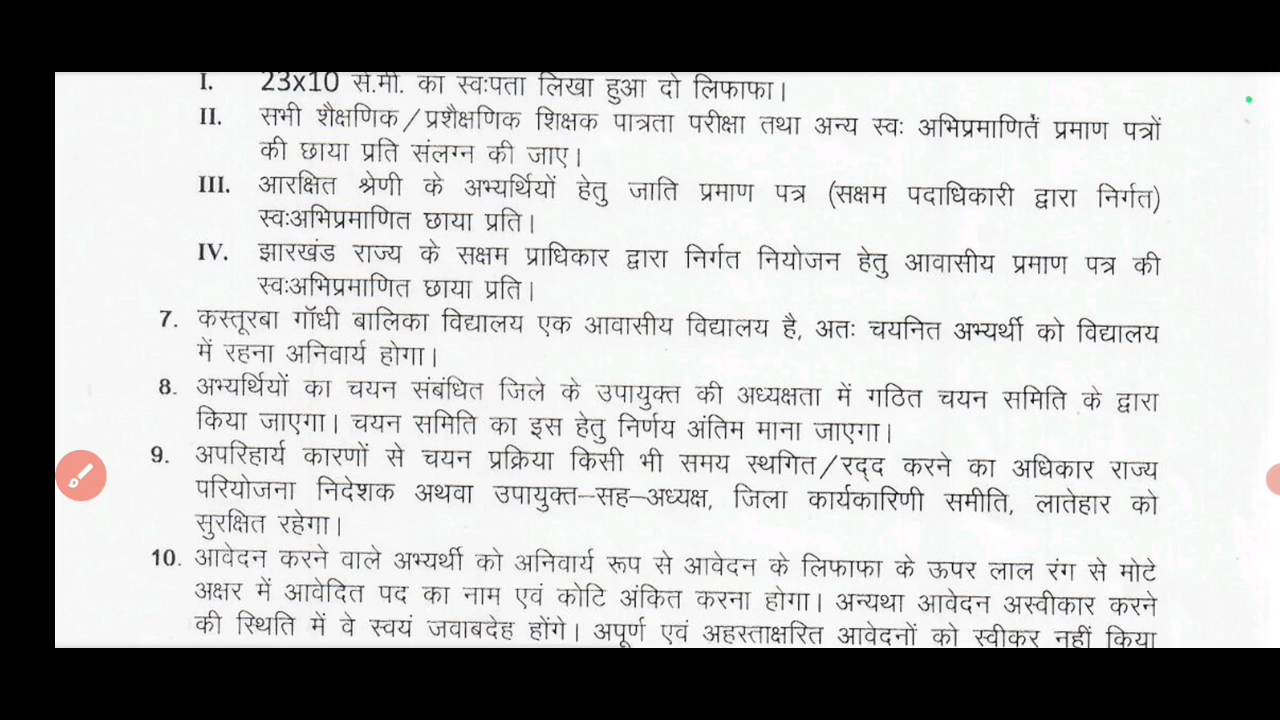 I. 23x10 से.मी. का स्वःपता लिखा हुआ दो लिफाफा।
II. सभी शैक्षणिक/प्रशैक्षणिक शिक्षक पात्रता परीक्षा तथा अन्य स्वः अभिप्रमाणित प्रमाण पत्रों
की छाया प्रति संलग्न की जाए।
III. आरक्षित श्रेणी के अभ्यर्थियों हेतु जाति प्रमाण पत्र (सक्षम पदाधिकारी द्वारा निर्गत)
स्वःअभिप्रमाणित छाया प्रति।
IV. झारखंड राज्य के सक्षम प्राधिकार द्वारा निर्गत नियोजन हेतु आवासीय प्रमाण पत्र की
स्वःअभिप्रमाणित छाया प्रति।
7. कस्तूरबा गॉधी बालिका विद्यालय एक आवासीय विद्यालय है, अतः चयनित अभ्यर्थी को विद्यालय
में रहना अनिवार्य होगा।
8. अभ्यर्थियों का चयन संबंधित जिले के उपायुक्त की अध्यक्षता में गठित चयन समिति के द्वारा
किया जाएगा। चयन समिति का इस हेतु निर्णय अंतिम माना जाएगा।
9. अपरिहार्य कारणों से चयन प्रक्रिया किसी भी समय स्थगित/रद्द करने का अधिकार राज्य
परियोजना निदेशक अथवा उपायुक्त–सह–अध्यक्ष, जिला कार्यकारिणी समीति, लातेहार को
सुरक्षित रहेगा।
10. आवेदन करने वाले अभ्यर्थी को अनिवार्य रूप से आवेदन के लिफाफा के ऊपर लाल रंग से मोटे
अक्षर में आवेदित पद का नाम एवं कोटि अंकित करना होगा। अन्यथा आवेदन अस्वीकार करने
की स्थिति में वे स्वयं जवाबदेह होंगे। अपूर्ण एवं अहस्ताक्षरित आवेदनों को स्वीकर नहीं किया